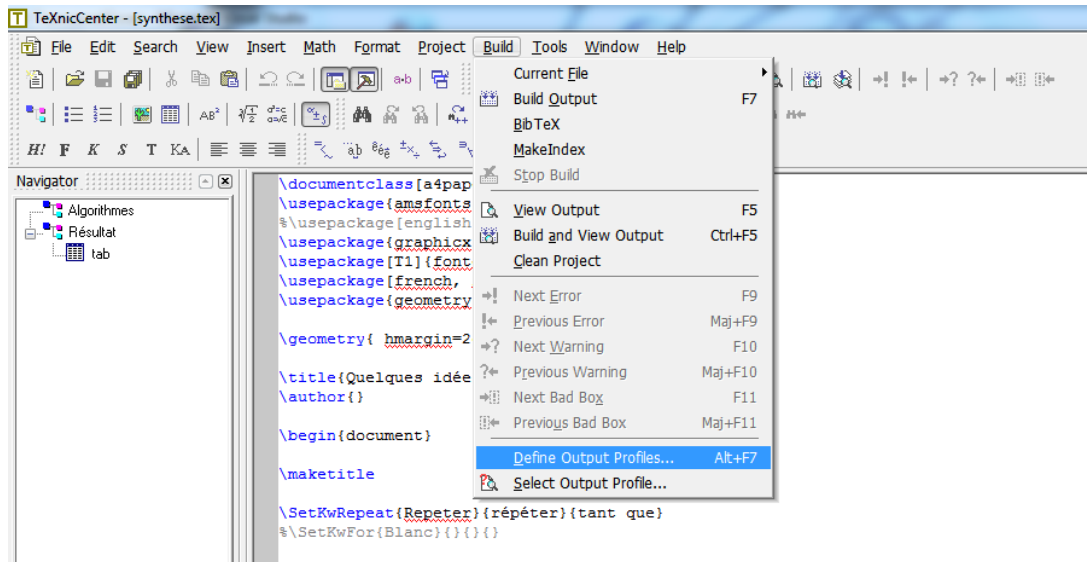 TeXnicCenter - [synthese.tex]
File Edit Search View Insert Math Format Project Build Tools Window Help
Current File
Build Output F7
BibTeX
MakeIndex
Stop Build
View Output F5
Build and View Output Ctrl+F5
Clean Project
Next Error F9
Previous Error Maj+F9
Next Warning F10
Previous Warning Maj+F10
Next Bad Box F11
Previous Bad Box Maj+F11
Define Output Profiles... Alt+F7
Select Output Profile...
H! F K S T KA
Navigator
Algorithmes
Résultat
tab
\documentclass[a4pap
\usepackage{amsfonts
%\usepackage[english
\usepackage{graphicx
\usepackage[T1]{font
\usepackage[french,
\usepackage{geometry
\geometry{ hmargin=2
\title{Quelques idée
\author{}
\begin{document}
\maketitle
\SetKwRepeat{Repeter}{répéter}{tant que}
%\SetKwFor{Blanc}{}{}{}